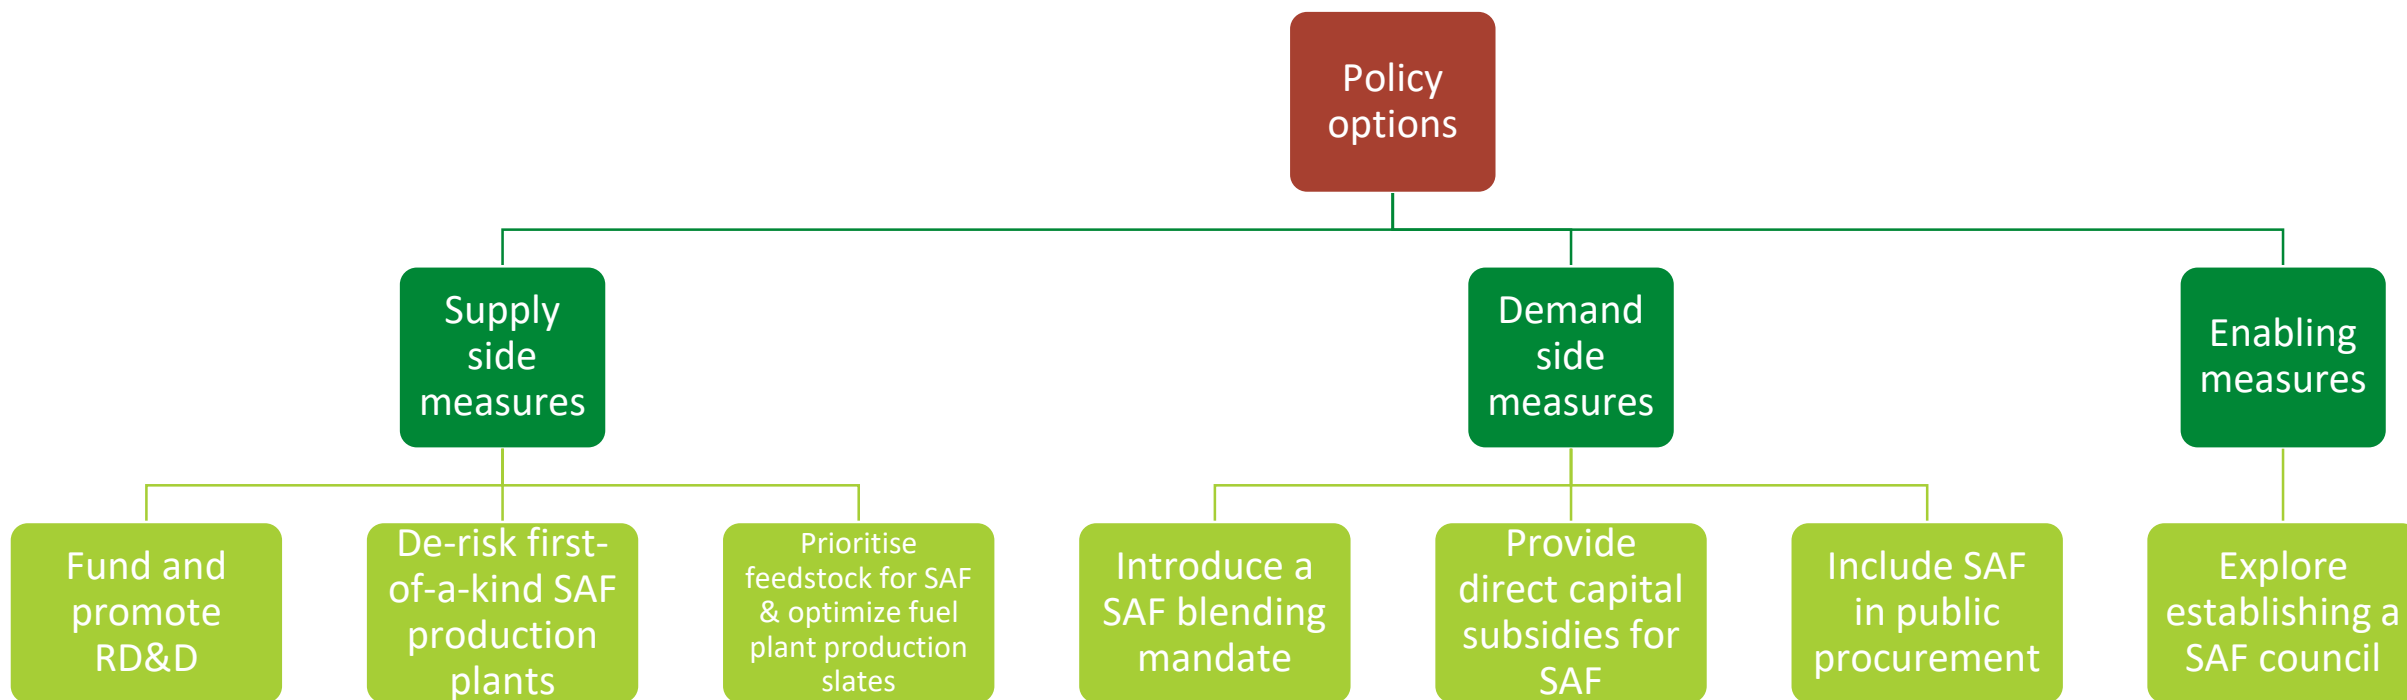 Policy
options
Supply
side
measures
Demand
side
measures
Enabling
measures
Fund and
promote
RD&D
De-risk first-
of-a-kind SAF
production
plants
Prioritise
feedstock for SAF
& optimize fuel
plant production
slates
Introduce a
SAF blending
mandate
Provide
direct capital
subsidies for
SAF
Include SAF
in public
procurement
Explore
establishing a
SAF council